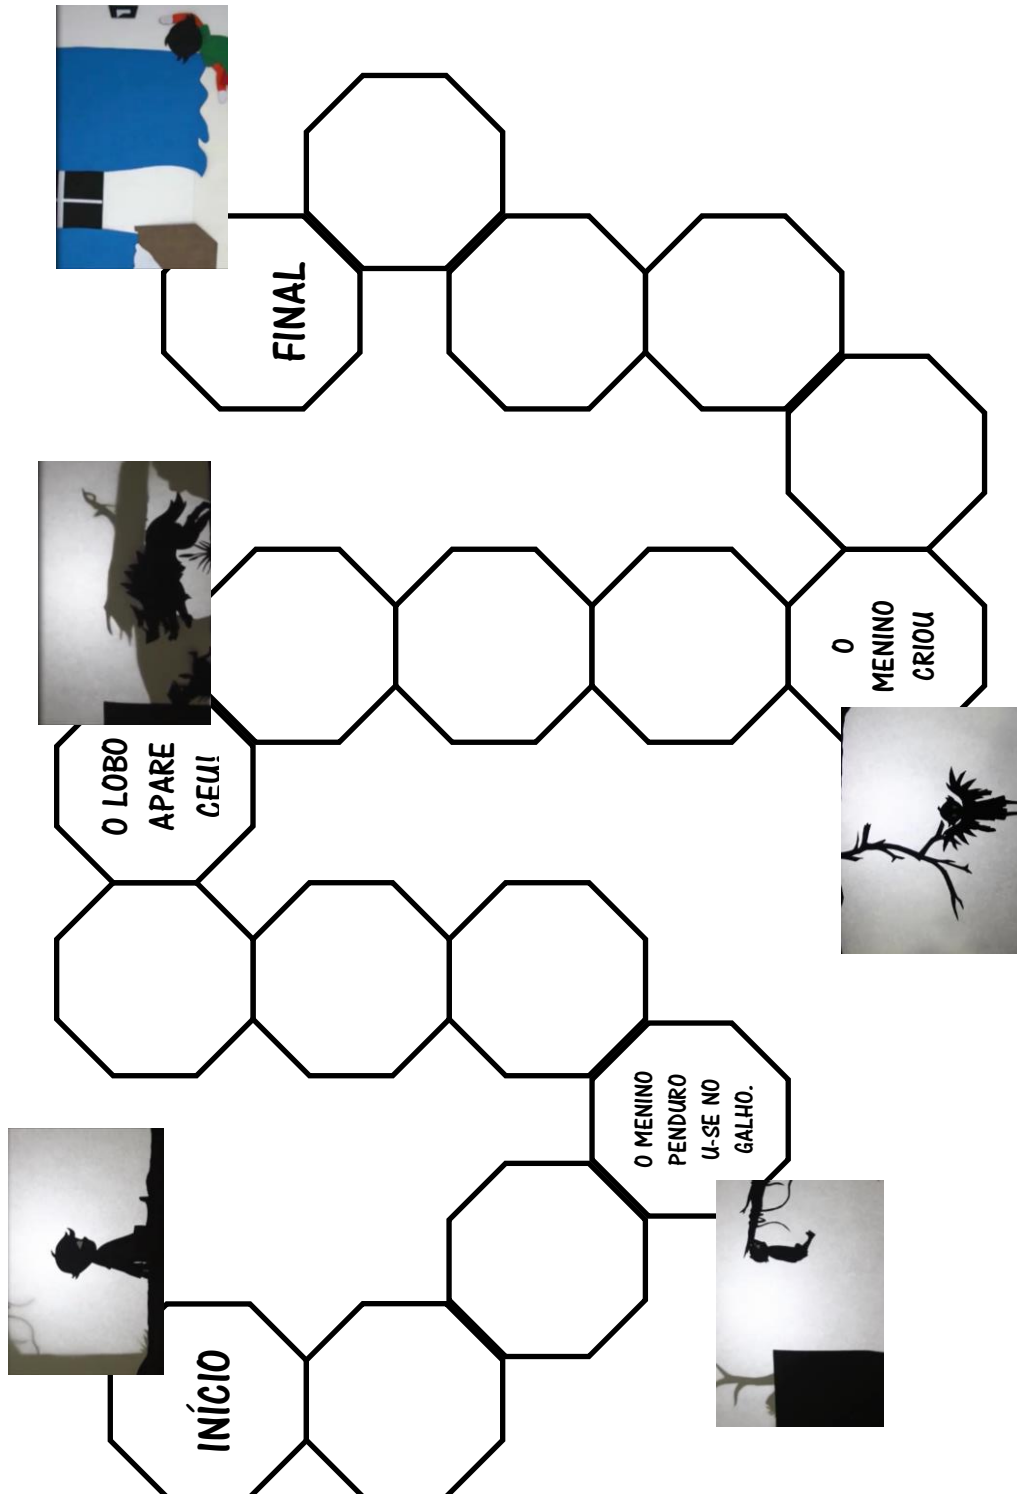 INÍCIO
O MENINO
PENDURO
U-SE NO
GALHO.
O LOBO
APARE
CEU!
O
MENINO
CRIOU
FINAL